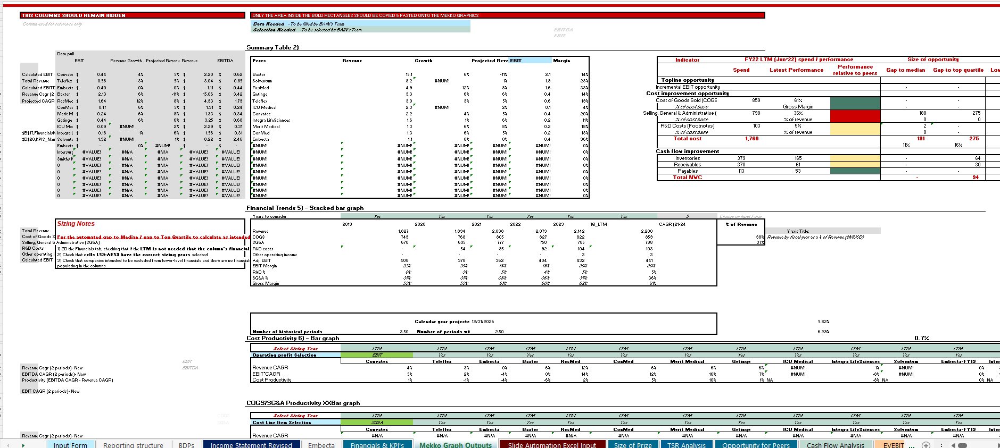 THIS COLUMNS SHOULD REMAIN HIDDEN
ONLY THE AREA INSIDE THE BOLD RECTANGLES SHOULD BE COPIED & PASTED ONTO THE MEKKO GRAPHICS
Column used for reference only
Data Needed - To be filled by BAIN's Team
Selection Needed - To be selected by BAIN's Team
EBITDA
EBIT
Summary Table 2)
Data pull
EBIT Revenue Growth Projected Revenu Revenue EBITDA
Peers Revenue Growth Projected Reve EBIT Margin
Calculated EBIT Convate $ 0.44 4% 5% $ 2.20 $ 0.62
Total Revenue Teleflex $ 0.58 3% 5% $ 3.04 $ 0.85
Calculated EBITD Embecta $ 0.40 0% 0% $ 1.11 $ 0.44
Revenue Cagr (2 Baxter $ 2.13 6% -11% $ 15.06 $ 3.42
Projected CAGR ResMec $ 1.64 12% 8% $ 4.93 $ 1.79
ConMec $ 0.17 6% 5% $ 1.31 $ 0.24
Merit M $ 0.24 6% 8% $ 1.33 $ 0.34
Getinge $ 0.44 6% 6% $ 3.25 $ 0.68
ICU Me $ 0.09 #NUM! 2% $ 2.29 $ 0.31
$B$17,FinancialsN Integra L $ 0.18 1% 6% $ 1.56 $ 0.31
$B$20,KPIS_Nam Solventu $ 1.92 #NUM! 1% $ 8.22 $ 2.46
Embecta $ - 0% #NUM! $ - $ -
Intersurg #VALUE! #N/A #N/A #VALUE! #VALUE!
Smiths M #VALUE! #N/A #N/A #VALUE! #VALUE!
0 #VALUE! #N/A #N/A #VALUE! #VALUE!
0 #VALUE! #N/A #N/A #VALUE! #VALUE!
0 #VALUE! #N/A #N/A #VALUE! #VALUE!
0 #VALUE! #N/A #N/A #VALUE! #VALUE!
0 #VALUE! #N/A #N/A #VALUE! #VALUE!
0 #VALUE! #N/A #N/A #VALUE! #VALUE!
Baxter 15.1 6% -11% 2.1 14%
Solventum 8.2 #NUM! 1% 1.9 23%
ResMed 4.9 12% 8% 1.6 33%
Getinge 3.3 6% 6% 0.4 14%
Teleflex 3.0 3% 5% 0.6 19%
ICU Medical 2.3 #NUM! 2% 0.1 4%
Convatec 2.2 4% 5% 0.4 20%
Integra LifeSciences 1.6 1% 6% 0.2 11%
Merit Medical 1.3 6% 8% 0.2 18%
ConMed 1.3 6% 5% 0.2 13%
Embecta 1.1 0% 0% 0.4 36%
#NUM! #NUM! #NUM! #NUM! #NUM! 0%
#NUM! #NUM! #NUM! #NUM! #NUM! 0%
#NUM! #NUM! #NUM! #NUM! #NUM! 0%
#NUM! #NUM! #NUM! #NUM! #NUM! 0%
#NUM! #NUM! #NUM! #NUM! #NUM! 0%
#NUM! #NUM! #NUM! #NUM! #NUM! 0%
#NUM! #NUM! #NUM! #NUM! #NUM! 0%
#NUM! #NUM! #NUM! #NUM! #NUM! 0%
#NUM! #NUM! #NUM! #NUM! #NUM! 0%
Indicator FY22 LTM (Jun'22) spend / performance Size of opportunity
Spend Latest Performance Performance relative to peers Gap to median Gap to top quartile Lov
Topline opportunity
Incremental EBIT opportunity - -
Cost improvement opportunity
Cost of Goods Sold (COGS 859 61% - -
% of cost base Gross Margin - -
Selling, General & Administrative ( 798 36% 188 275
% of cost base % of revenue 0 0
R&D Costs (Footnotes) 103 5% 2 -
% of cost base % of revenue 0 -
Total cost 1,760 191 275
11% 16%
Cash flow improvement
Inventories 379 165 - 64
Receivables 370 61 - 30
Payables 113 53 - -
Total NVC - 94
Financial Trends 5) - Stacked bar graph
Years to consider Yes Yes Yes Yes Yes Yes $ Change on Input Form
Sizing Notes
For the automated gap to Median / gap to Top Quartile to calculate as intended
1) ZD the Financials tab, checking that if the LTM is not needed that the column's financial
2) Check that cells L59:AE59 have the correct sizing years selected
3) Check that companies intended to be excluded from lower-level financials and there are no financials
populating in the columns
Total Revenue
Cost of Goods S
Selling, General & Administrative (SG&A)
R&D Costs
Other operating i
Calculated EBIT
2019 2020 2021 2022 2023 IQ_LTM CAGR (21-24 % of Revenue
Revenue 1,827 1,894 2,038 2,073 2,142 2,200
COGS 749 768 805 827 822 859 38%
SG&A 670 695 777 750 785 798 37%
R&D costs - 54 95 92 104 103
Other operating income - - - - 3 3
Adj. EBIT 408 378 362 404 432 441
EBIT Margin 22% 20% 18% 19% 20% 20%
R&D % 0% 3% 5% 4% 5% 5%
SG&A % 37% 37% 38% 36% 37% 36%
Gross Margin 59% 59% 61% 60% 62% 61%
Y axis Title:
Revenue by fiscal year as a % of Revenue ($MUSD)
Calendar year projecte 12/31/2026 5.82%
Number of historical periods 3.50 Number of periods wi 2.50 6.29%
Cost Productivity 6) - Bar graph 0.7%
Select Sizing Year LTM LTM LTM LTM LTM LTM LTM LTM LTM LTM LTM LTM
Operating profit Selection EBIT Yes Yes Yes Yes Yes Yes Yes Yes Yes Yes Yes
EBIT
EBITDA
Convatec Teleflex Embecta Baxter ResMed ConMed Merit Medical Getinge ICU Medical Integra LifeSciences Solventum Embecta-FY19 Inter
Revenue Cagr (2 periods)- New
EBITDA CAGR (2 periods)- New
Productivity (EBITDA CAGR - Revenue CAGR)
EBIT CAGR (2 periods)- New
Revenue CAGR 4% 3% 0% 6% 12% 6% 6% 6% #NUM! 1% #NUM! 0%
EBIT*CAGR 5% 2% -4% 0% 14% 12% 16% 7% #NUM! -8% #NUM! 0%
Cost Productivity 1% -1% -4% -6% 2% 5% 10% 1% NA -8% NA 0% NA
COGS/SG&A Productivity XXBar graph
COGS
SG&A
Select Sizing Year LTM LTM LTM LTM LTM LTM LTM LTM LTM LTM LTM LTM
Cost Line Item Selection SG&A Yes Yes Yes Yes Yes Yes Yes Yes Yes Yes Yes
Convatec Teleflex Embecta Baxter ResMed ConMed Merit Medical Getinge ICU Medical Integra LifeSciences Solventum Embecta-FY19 Inter
Revenue Cagr (2 periods)- New
Revenue CAGR #N/A #N/A #N/A #N/A #N/A #N/A #N/A #N/A #N/A #N/A #N/A #N/A
Input Form Reporting structure BDPs Income Statement Revised Embecta Financials & KPI's Mekko Graph Outputs Slide Automation Excel Input Size of Prize TSR Analysis Opportunity for Peers Cash Flow Analysis EVEBIT ...